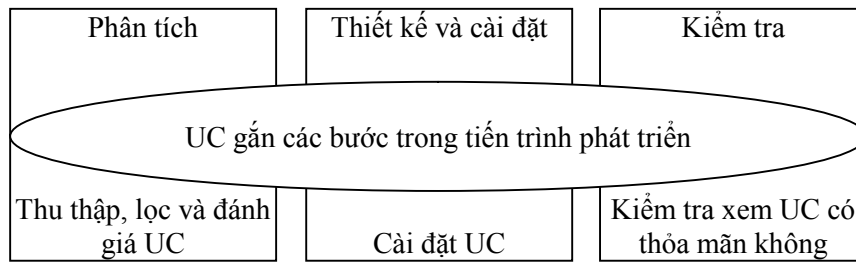 Phân tích
Thiết kế và cài đặt
Kiểm tra
UC gắn các bước trong tiến trình phát triển
Thu thập, lọc và đánh
giá UC
Cài đặt UC
Kiểm tra xem UC có
thỏa mãn không